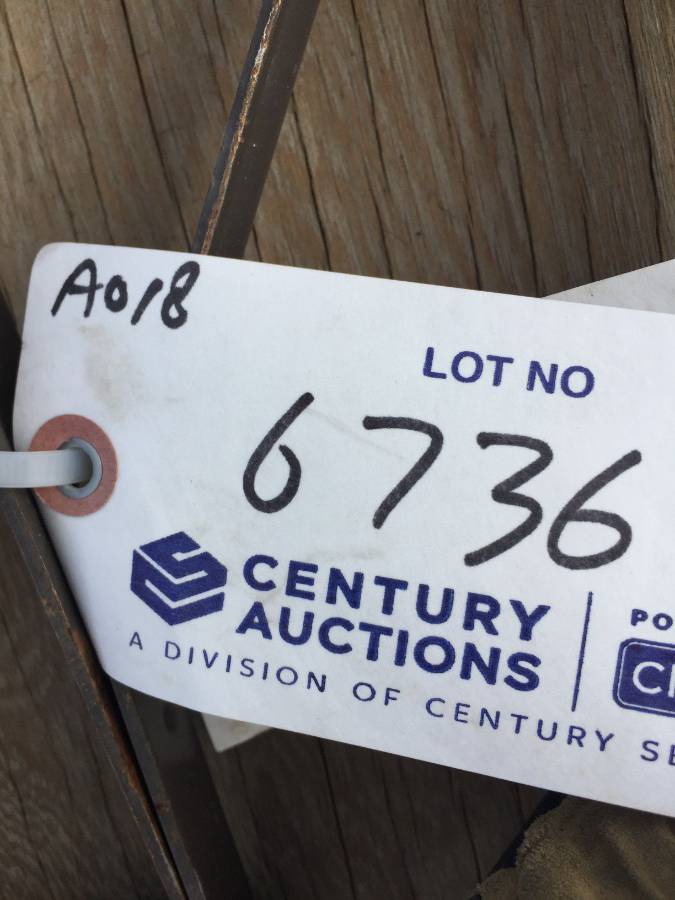 A018
LOT NO
6736
CENTURY
AUCTIONS
A DIVISION OF CENTURY